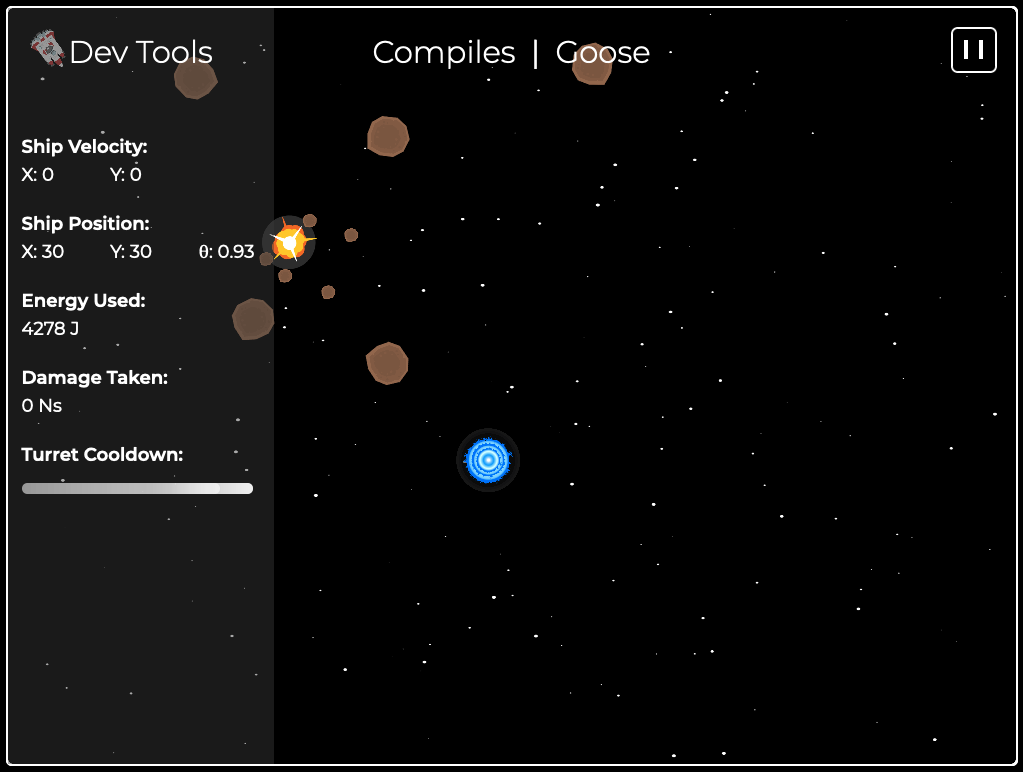 Dev Tools
Compiles | Goose
Ship Velocity:
X: 0 Y: 0
Ship Position:
X: 30 Y: 30 θ: 0.93
Energy Used:
4278 J
Damage Taken:
0 Ns
Turret Cooldown: